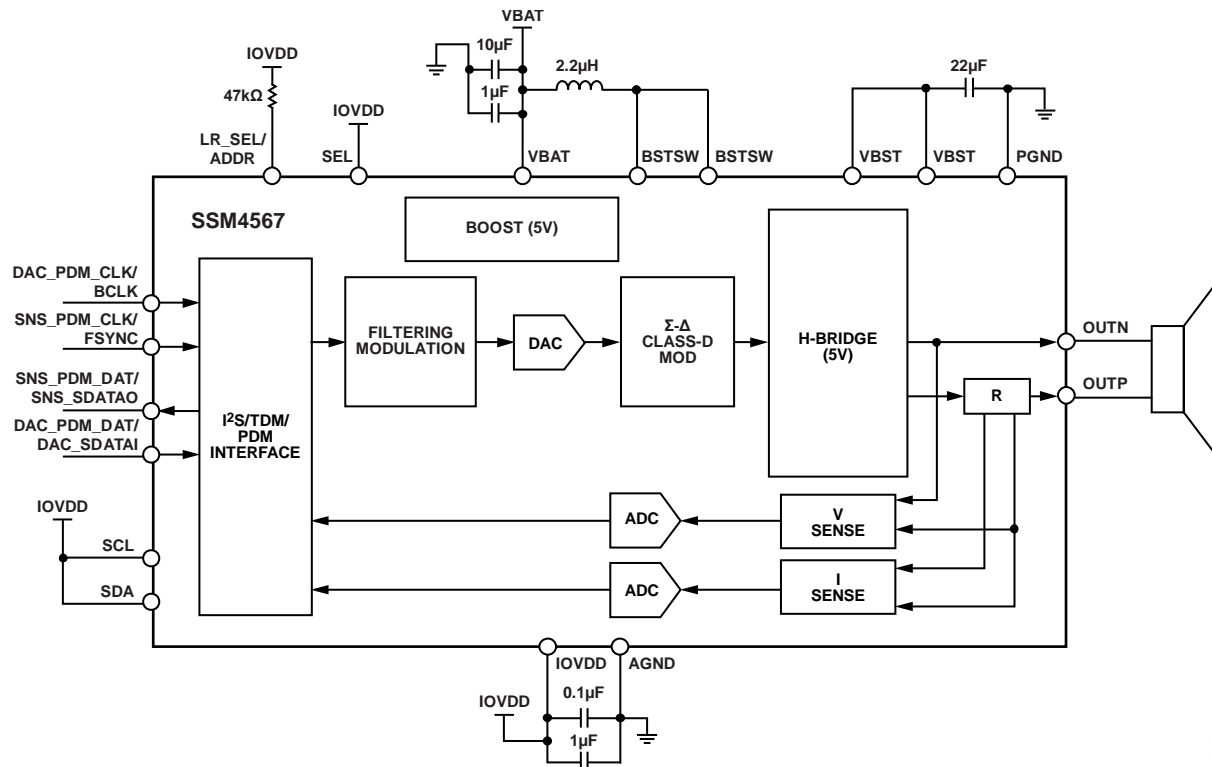 VBAT
10µF
1µF
2.2µH
22µF
IOVDD
47kΩ
IOVDD
LR_SEL/
ADDR
SEL
VBAT
BSTSW
BSTSW
VBST
VBST
PGND
SSM4567
BOOST (5V)
DAC_PDM_CLK/
BCLK
SNS_PDM_CLK/
FSYNC
SNS_PDM_DAT/
SNS_SDATAO
DAC_PDM_DAT/
DAC_SDATAI
I²S/TDM/
PDM
INTERFACE
FILTERING
MODULATION
DAC
Σ-Δ
CLASS-D
MOD
H-BRIDGE
(5V)
OUTN
R
OUTP
IOVDD
SCL
SDA
ADC
V
SENSE
ADC
I
SENSE
IOVDD
AGND
IOVDD
0.1µF
1µF